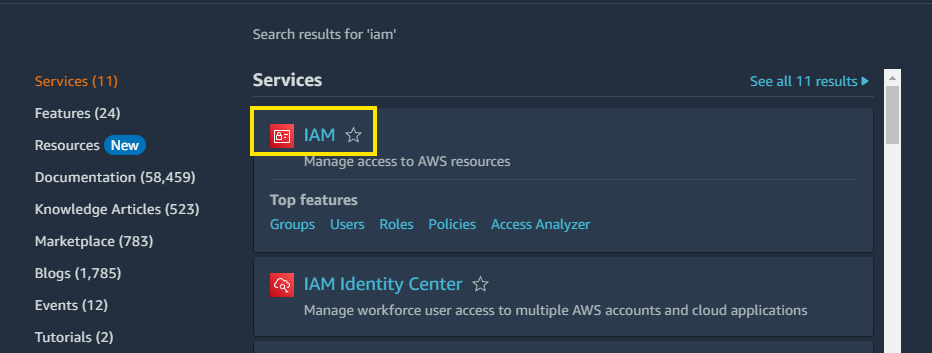 Search results for 'iam'
Services (11)
Features (24)
Resources New
Documentation (58,459)
Knowledge Articles (523)
Marketplace (783)
Blogs (1,785)
Events (12)
Tutorials (2)
Services
See all 11 results
IAM
Manage access to AWS resources
Top features
Groups Users Roles Policies Access Analyzer
IAM Identity Center
Manage workforce user access to multiple AWS accounts and cloud applications